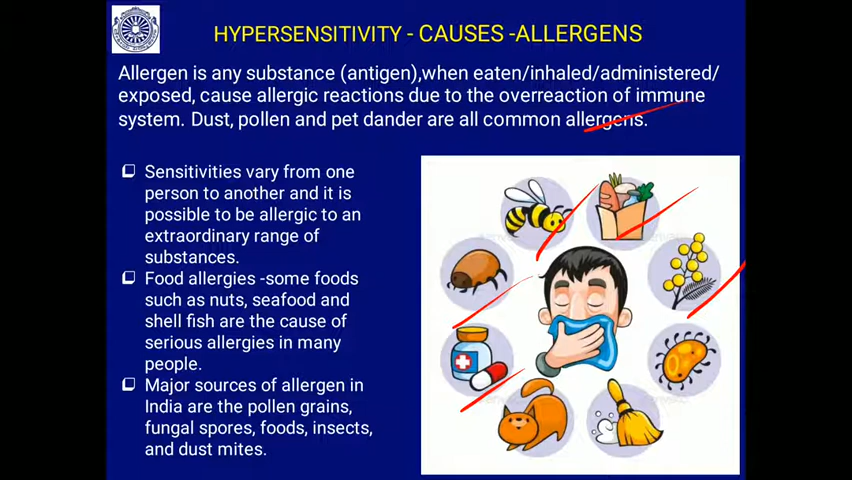 HYPERSENSITIVITY - CAUSES -ALLERGENS
Allergen is any substance (antigen),when eaten/inhaled/administered/
exposed, cause allergic reactions due to the overreaction of immune
system. Dust, pollen and pet dander are all common allergens.
Sensitivities vary from one
person to another and it is
possible to be allergic to an
extraordinary range of
substances.
Food allergies -some foods
such as nuts, seafood and
shell fish are the cause of
serious allergies in many
people.
Major sources of allergen in
India are the pollen grains,
fungal spores, foods, insects,
and dust mites.